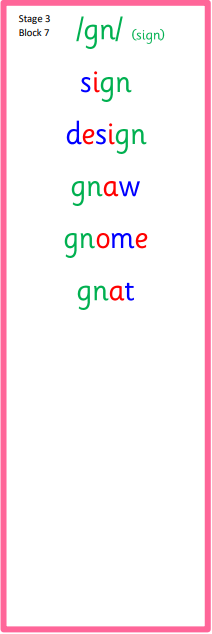 Stage 3
Block 7
/gn/ (sign)
sign
design
gnaw
gnome
gnat